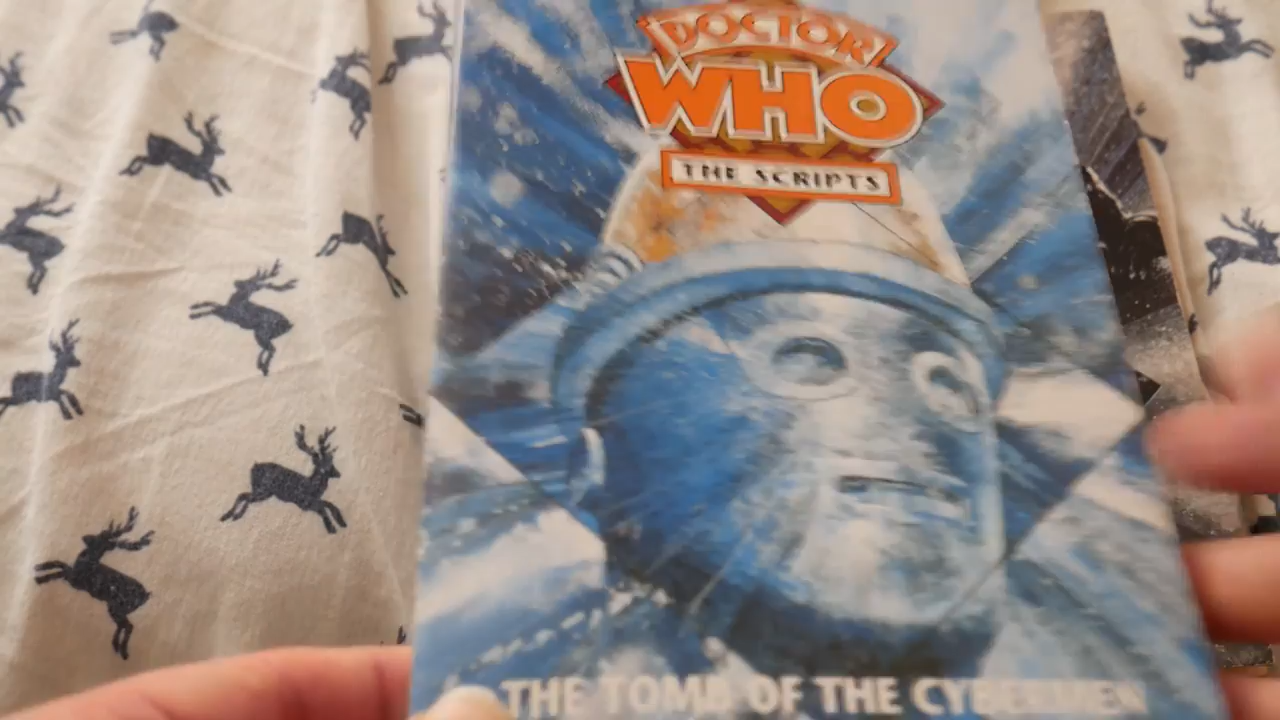 DOCTOR
WHO
THE SCRIPTS
THE TOMB OF THE CYBERMEN